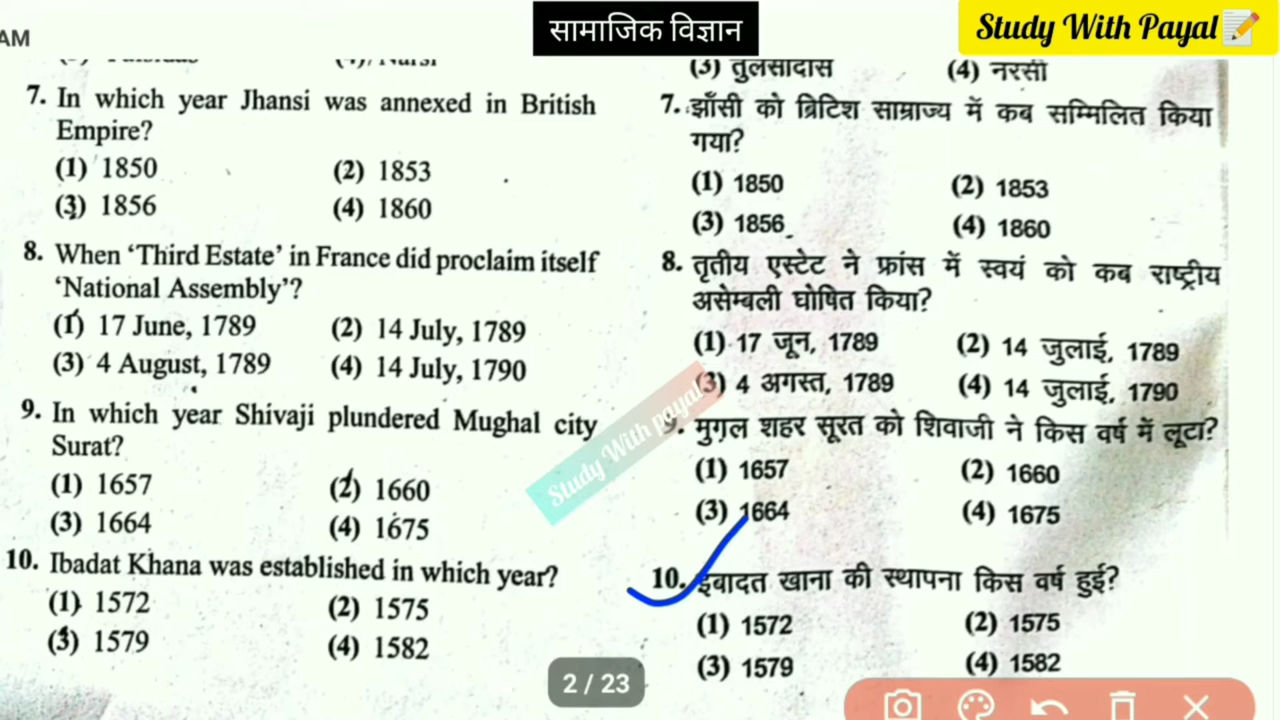 AM
सामाजिक विज्ञान
Study With Payal
7. In which year Jhansi was annexed in British
Empire?
(1) 1850 (2) 1853
(3) 1856 (4) 1860
8. When ‘Third Estate’ in France did proclaim itself
‘National Assembly’?
(1) 17 June, 1789 (2) 14 July, 1789
(3) 4 August, 1789 (4) 14 July, 1790
9. In which year Shivaji plundered Mughal city
Surat?
(1) 1657 (2) 1660
(3) 1664 (4) 1675
10. Ibadat Khana was established in which year?
(1) 1572 (2) 1575
(3) 1579 (4) 1582
(3) तुलसीदास (4) नरसी
7. झाँसी को ब्रिटिश साम्राज्य में कब सम्मिलित किया
गया?
(1) 1850 (2) 1853
(3) 1856 (4) 1860
8. तृतीय एस्टेट ने फ्रांस में स्वयं को कब राष्ट्रीय
असेम्बली घोषित किया?
(1) 17 जून, 1789 (2) 14 जुलाई, 1789
(3) 4 अगस्त, 1789 (4) 14 जुलाई, 1790
9. मुग़ल शहर सूरत को शिवाजी ने किस वर्ष में लूटा?
(1) 1657 (2) 1660
(3) 1664 (4) 1675
10. इबादत खाना की स्थापना किस वर्ष हुई?
(1) 1572 (2) 1575
(3) 1579 (4) 1582
Study With payal
2 / 23